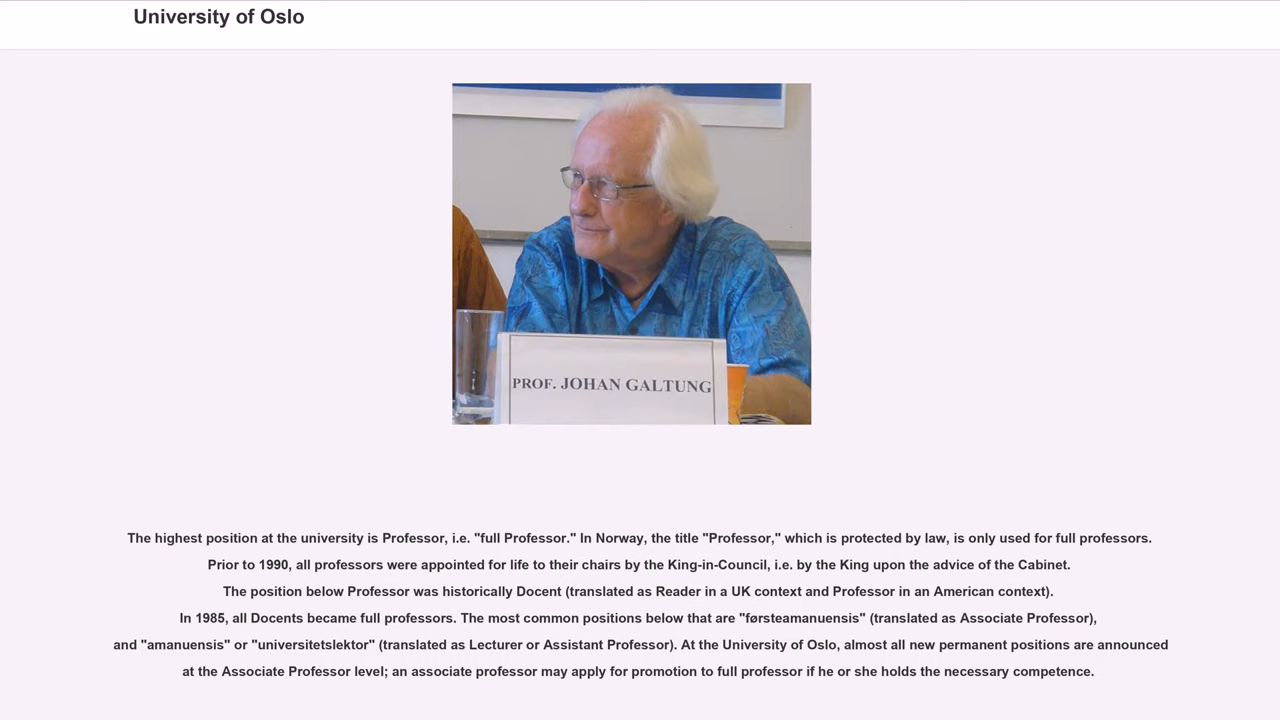 University of Oslo
PROF. JOHAN GALTUNG
The highest position at the university is Professor, i.e. "full Professor." In Norway, the title "Professor," which is protected by law, is only used for full professors.
Prior to 1990, all professors were appointed for life to their chairs by the King-in-Council, i.e. by the King upon the advice of the Cabinet.
The position below Professor was historically Docent (translated as Reader in a UK context and Professor in an American context).
In 1985, all Docents became full professors. The most common positions below that are "førsteamanuensis" (translated as Associate Professor),
and "amanuensis" or "universitetslektor" (translated as Lecturer or Assistant Professor). At the University of Oslo, almost all new permanent positions are announced
at the Associate Professor level; an associate professor may apply for promotion to full professor if he or she holds the necessary competence.